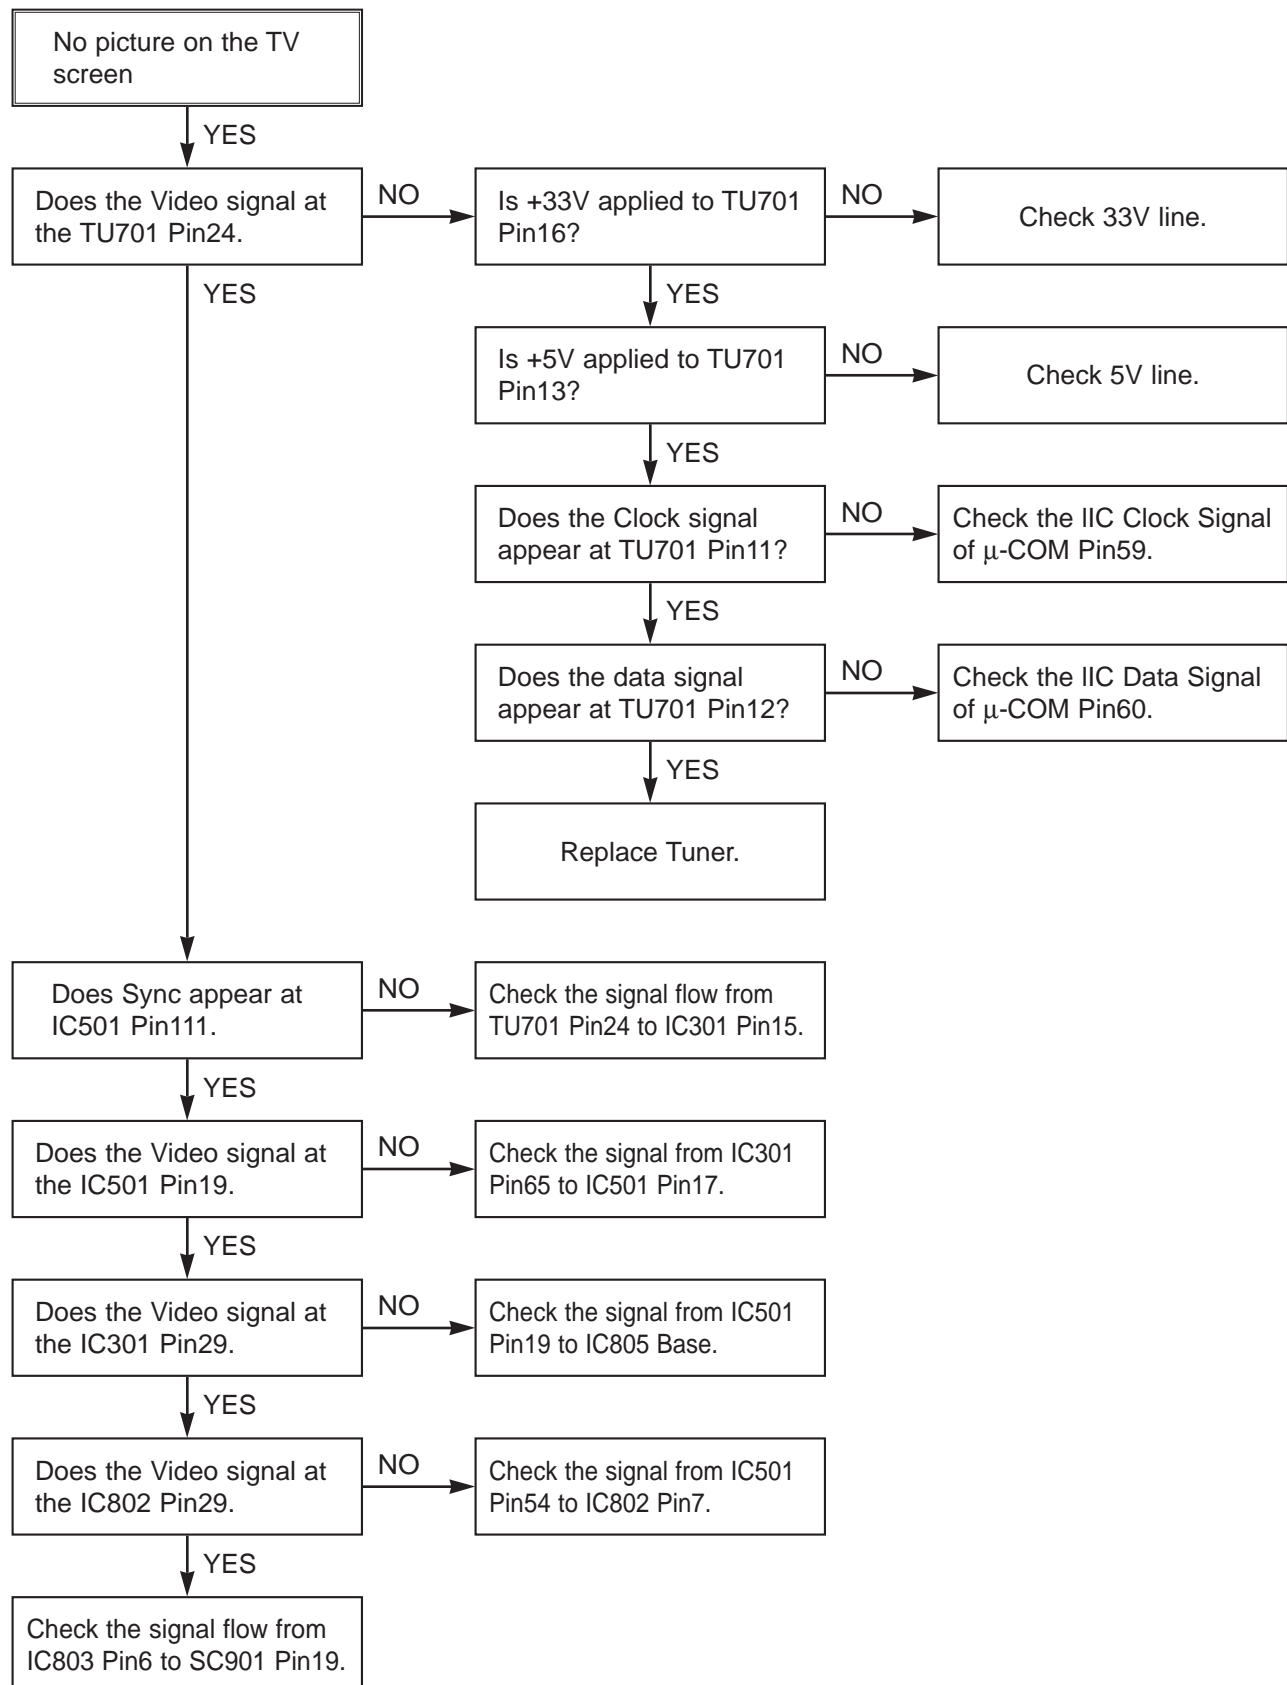 No picture on the TV
screen
YES
Does the Video signal at
the TU701 Pin24.
NO
Is +33V applied to TU701
Pin16?
NO
Check 33V line.
YES
YES
Is +5V applied to TU701
Pin13?
NO
Check 5V line.
YES
Does the Clock signal
appear at TU701 Pin11?
NO
Check the IIC Clock Signal
of μ-COM Pin59.
YES
Does the data signal
appear at TU701 Pin12?
NO
Check the IIC Data Signal
of μ-COM Pin60.
YES
Replace Tuner.
Does Sync appear at
IC501 Pin111.
NO
Check the signal flow from
TU701 Pin24 to IC301 Pin15.
YES
Does the Video signal at
the IC501 Pin19.
NO
Check the signal from IC301
Pin65 to IC501 Pin17.
YES
Does the Video signal at
the IC301 Pin29.
NO
Check the signal from IC501
Pin19 to IC805 Base.
YES
Does the Video signal at
the IC802 Pin29.
NO
Check the signal from IC501
Pin54 to IC802 Pin7.
YES
Check the signal flow from
IC803 Pin6 to SC901 Pin19.